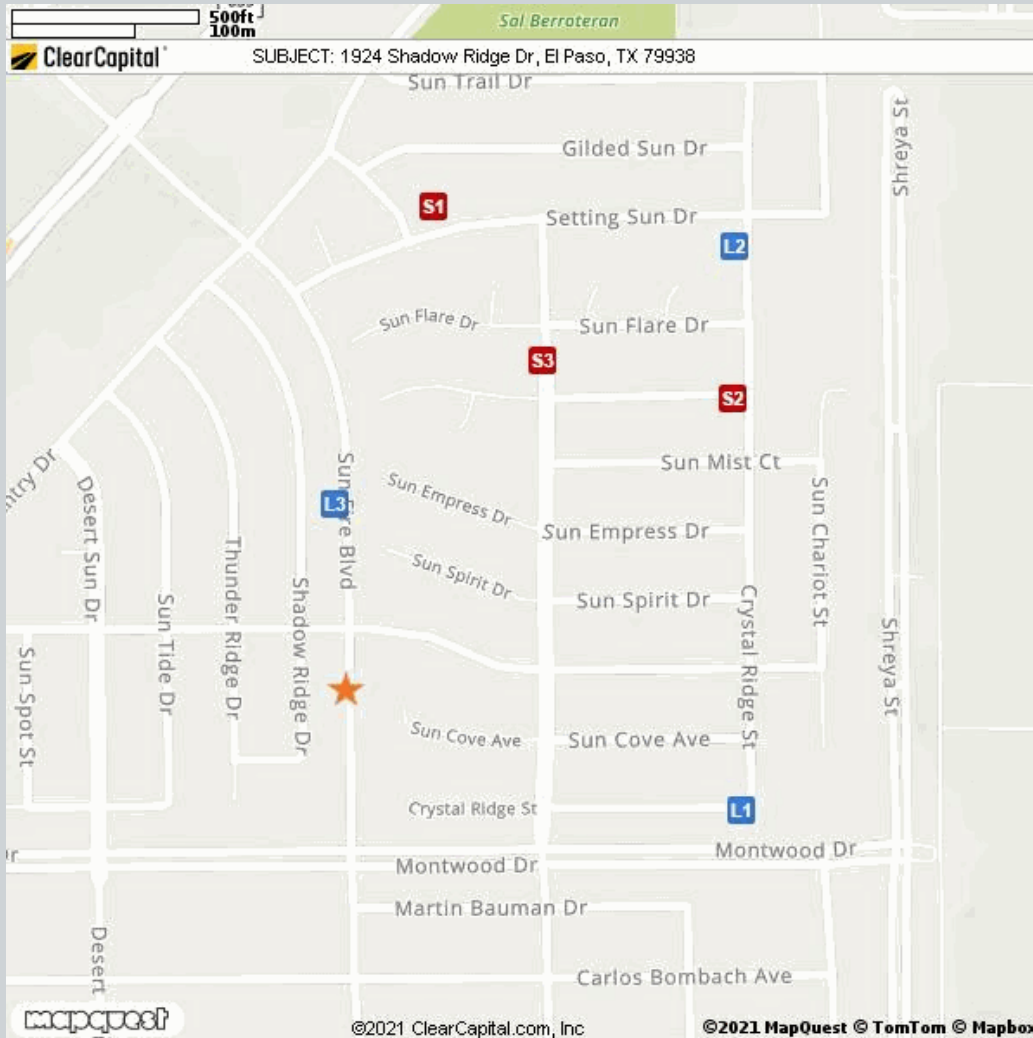 500ft
100m
Sal Berroteran
ClearCapital
SUBJECT: 1924 Shadow Ridge Dr, El Paso, TX 79938
Sun Trail Dr
Shreya St
Gilded Sun Dr
S1
Setting Sun Dr
L2
Sun Flare Dr
Sun Flare Dr
S3
S2
Sun Mist Ct
Dr
Desert Sun Dr
L3
Sun Blvd
Sun Empress Dr
Sun Empress Dr
Sun Chariot St
Thunder Ridge Dr
Shadow Ridge Dr
Sun Spirit Dr
Sun Spirit Dr
Crystal Ridge St
Sun Tide Dr
Shreya St
Sun Spot St
Sun Cove Ave
Sun Cove Ave
Crystal Ridge St
L1
Montwood Dr
Montwood Dr
Martin Bauman Dr
Desert
Carlos Bombach Ave
mapquest
©2021 ClearCapital.com, Inc
©2021 MapQuest © TomTom © Mapbox